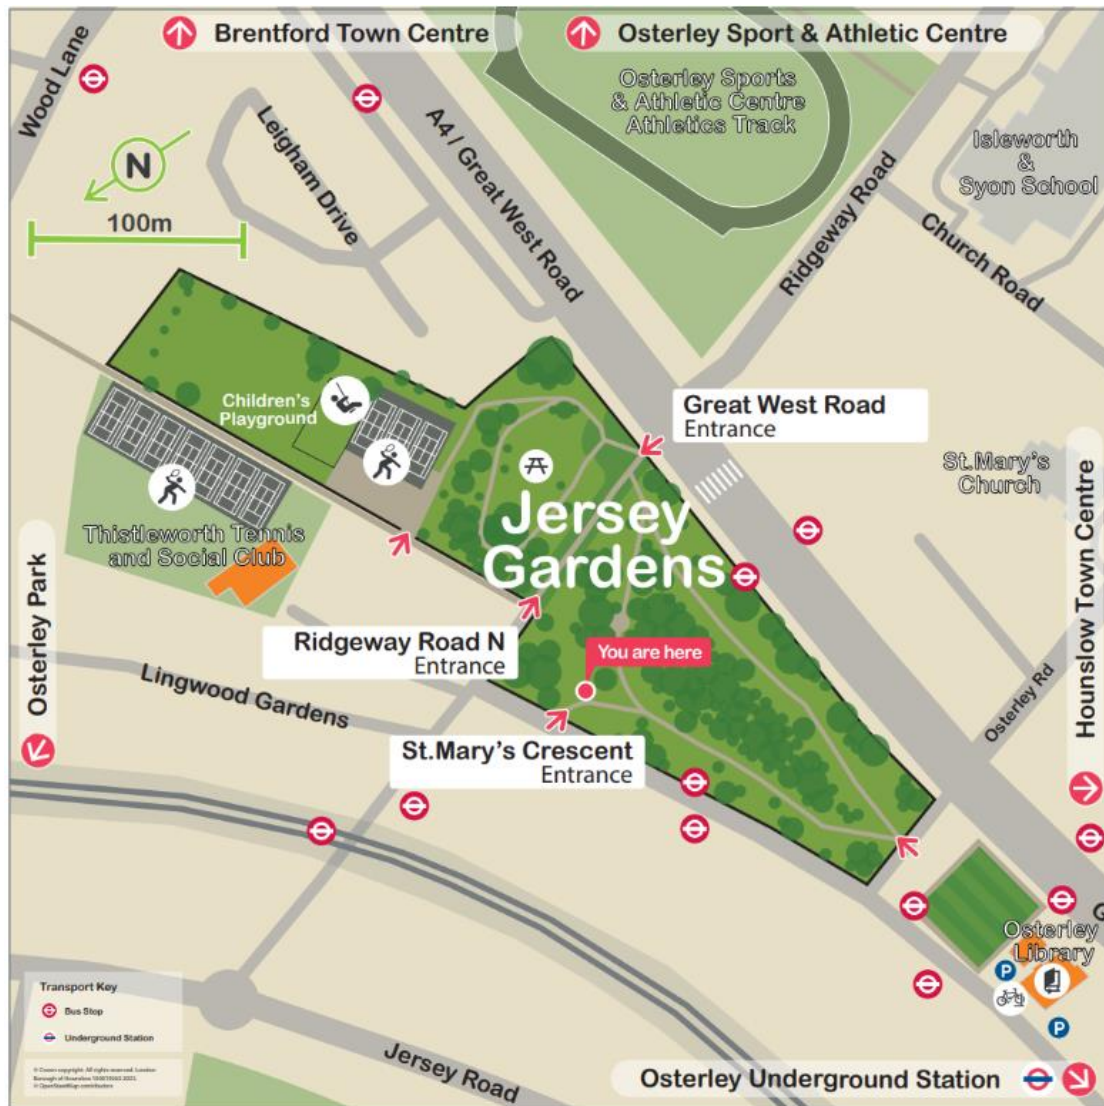 Brentford Town Centre
Osterley Sport & Athletic Centre
Wood Lane
Leigham Drive
A4 / Great West Road
Osterley Sports
& Athletic Centre
Athletics Track
Isleworth
&
Syon School
Ridgeway Road
Church Road
N
100m
Children's
Playground
Great West Road
Entrance
St.Mary's
Church
Jersey
Gardens
Thistleworth Tennis
and Social Club
Osterley Park
Hounslow Town Centre
Ridgeway Road N
Entrance
You are here
Lingwood Gardens
St.Mary's Crescent
Entrance
Osterley Rd
G
Osterley
Library
P
P
Transport Key
Bus Stop
Underground Station
Jersey Road
Osterley Underground Station